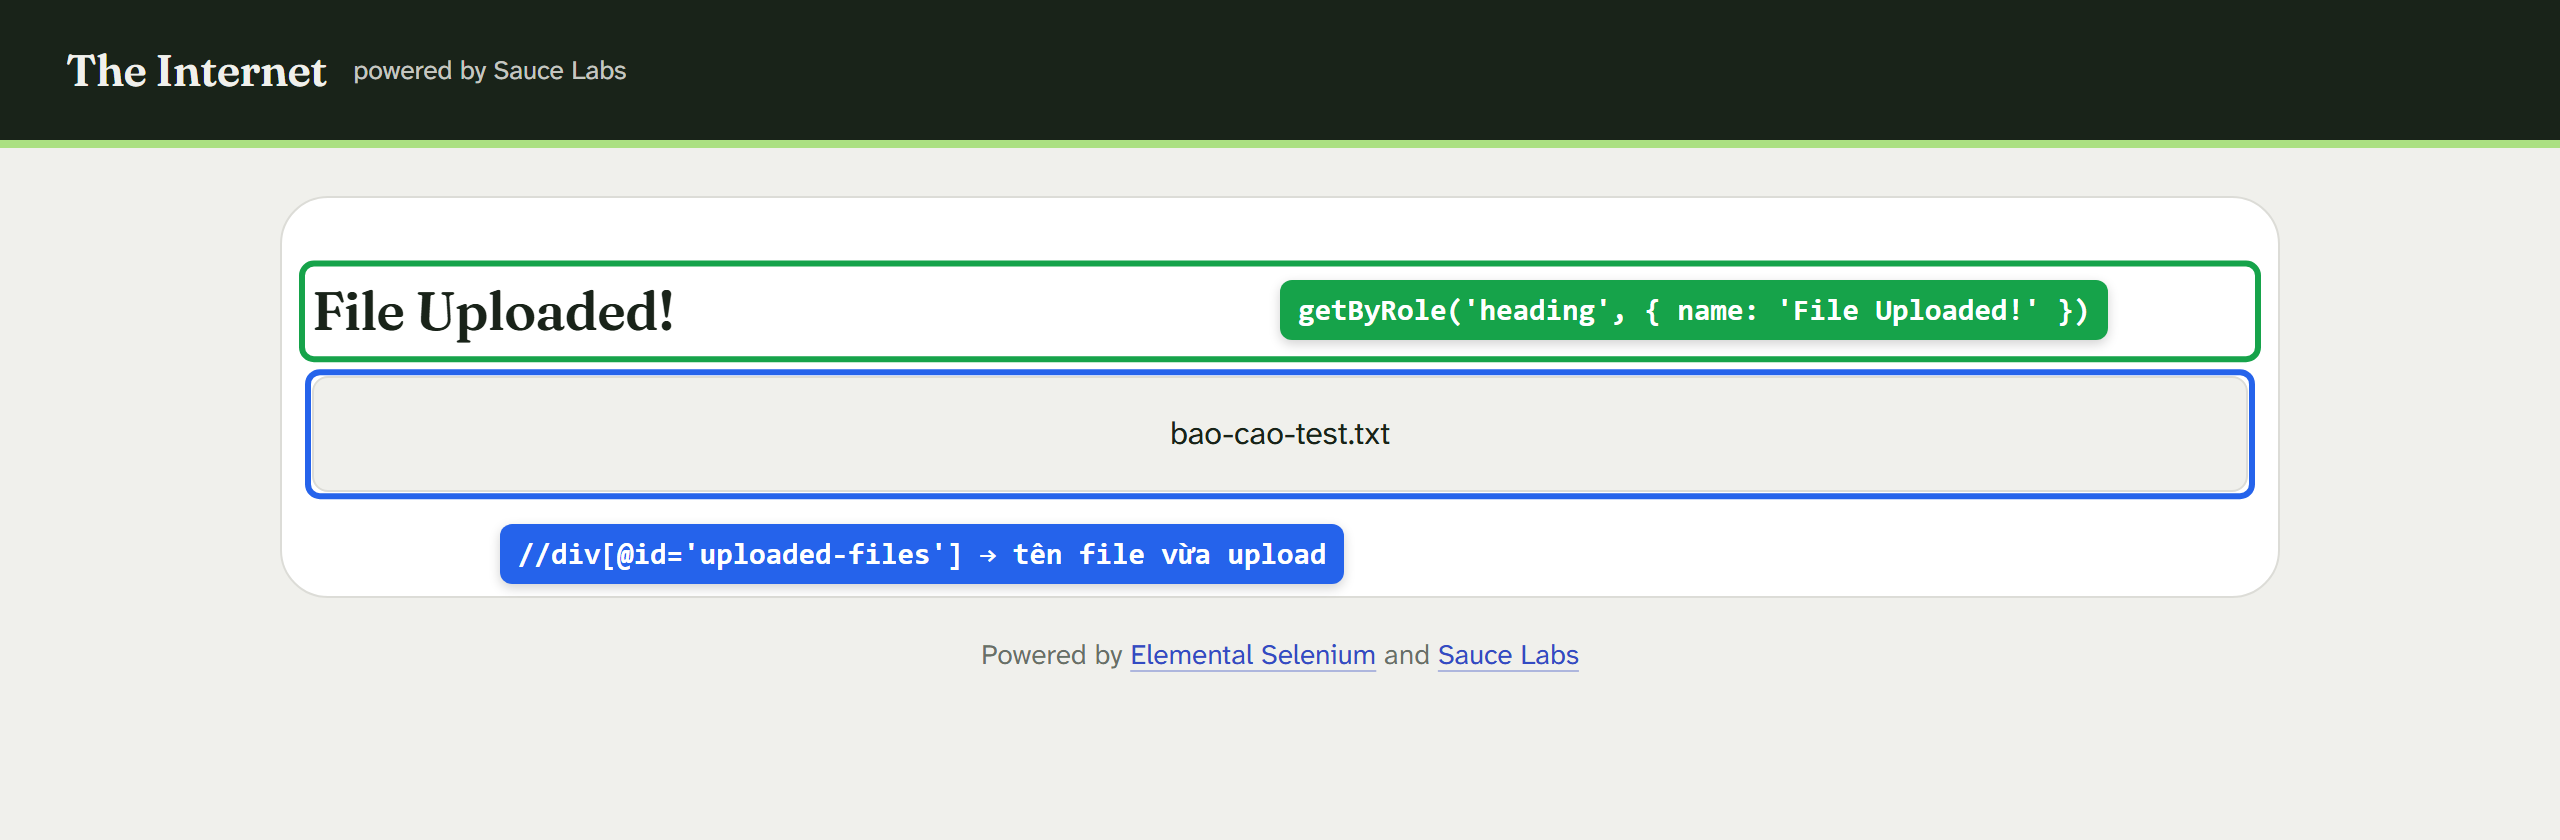 The Internet powered by Sauce Labs
File Uploaded!
getByRole('heading', { name: 'File Uploaded!' })
bao-cao-test.txt
//div[@id='uploaded-files'] → tên file vừa upload
Powered by Elemental Selenium and Sauce Labs